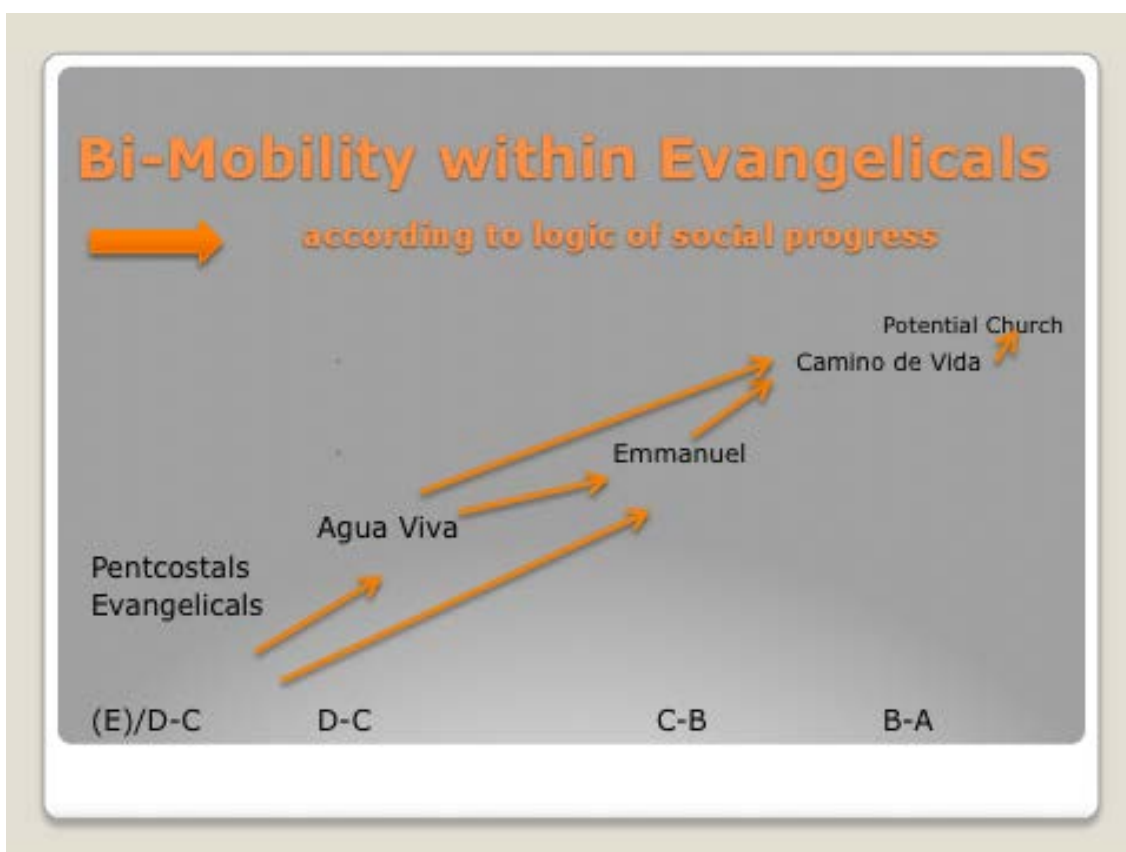 Bi-Mobility within Evangelicals
according to logic of social progress
Potential Church
Camino de Vida
Emmanuel
Agua Viva
Pentcostals
Evangelicals
(E)/D-C D-C C-B B-A